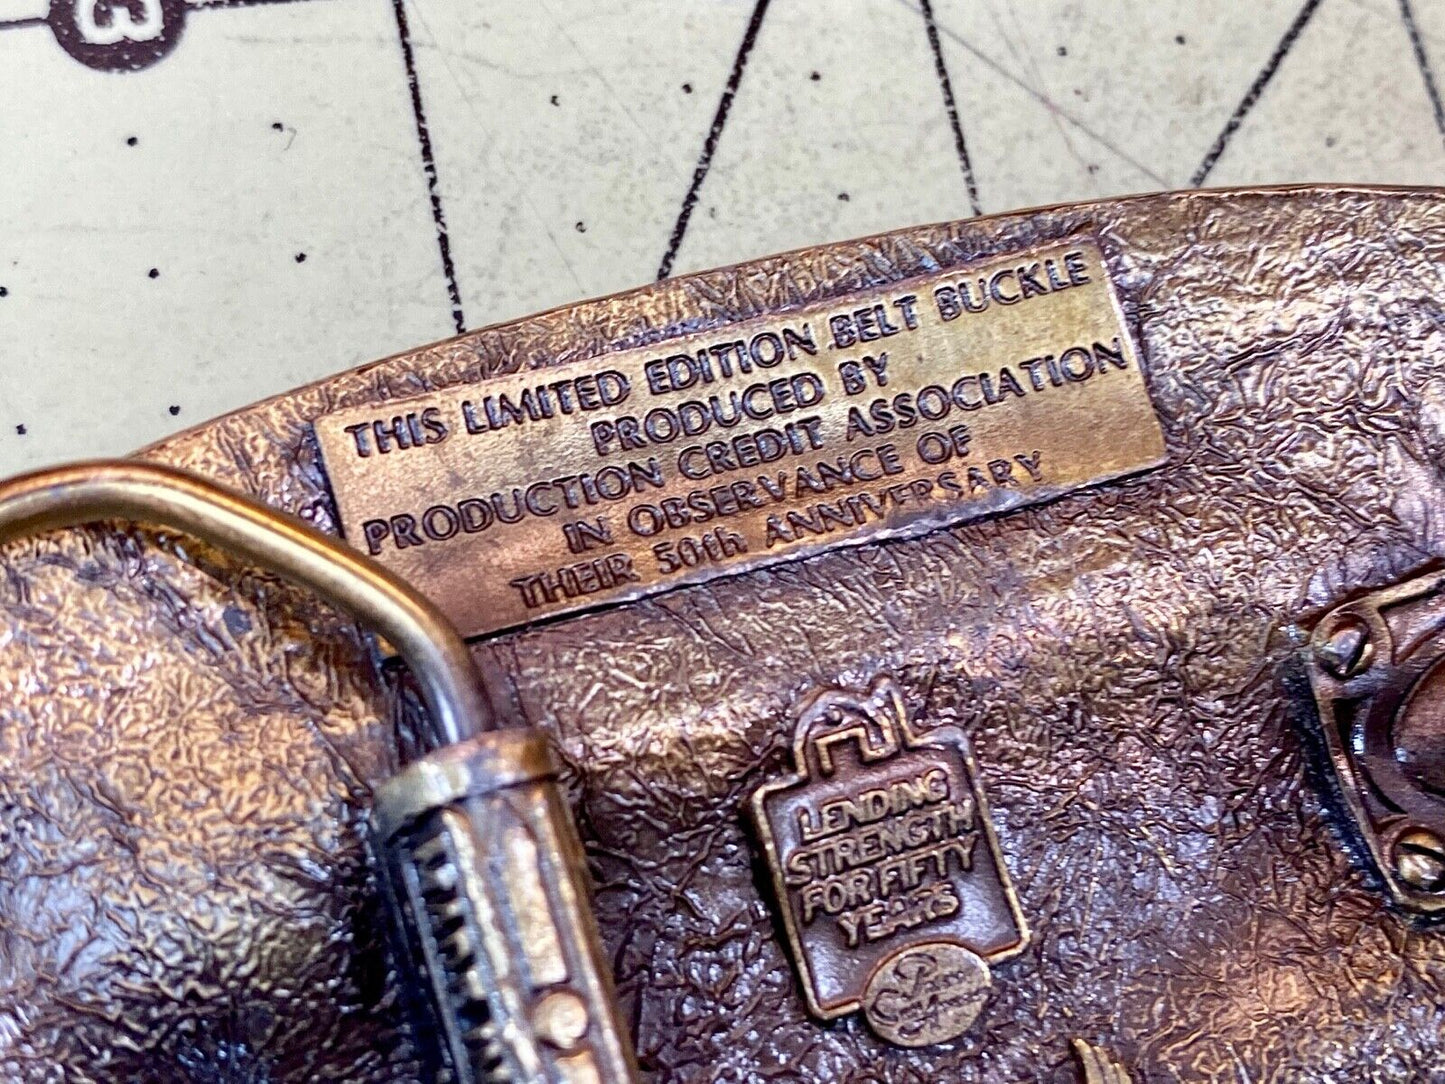 3
THIS LIMITED EDITION BELT BUCKLE
PRODUCED BY
PRODUCTION CREDIT ASSOCIATION
IN OBSERVANCE OF
THEIR 50th ANNIVERSARY
LENDING
STRENGTH
FOR FIFTY
YEARS